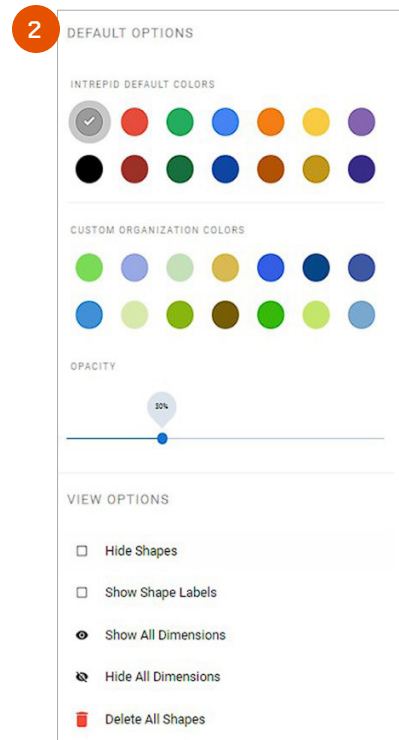 2
DEFAULT OPTIONS
INTREPID DEFAULT COLORS
CUSTOM ORGANIZATION COLORS
OPACITY
30%
VIEW OPTIONS
Hide Shapes
Show Shape Labels
Show All Dimensions
Hide All Dimensions
Delete All Shapes